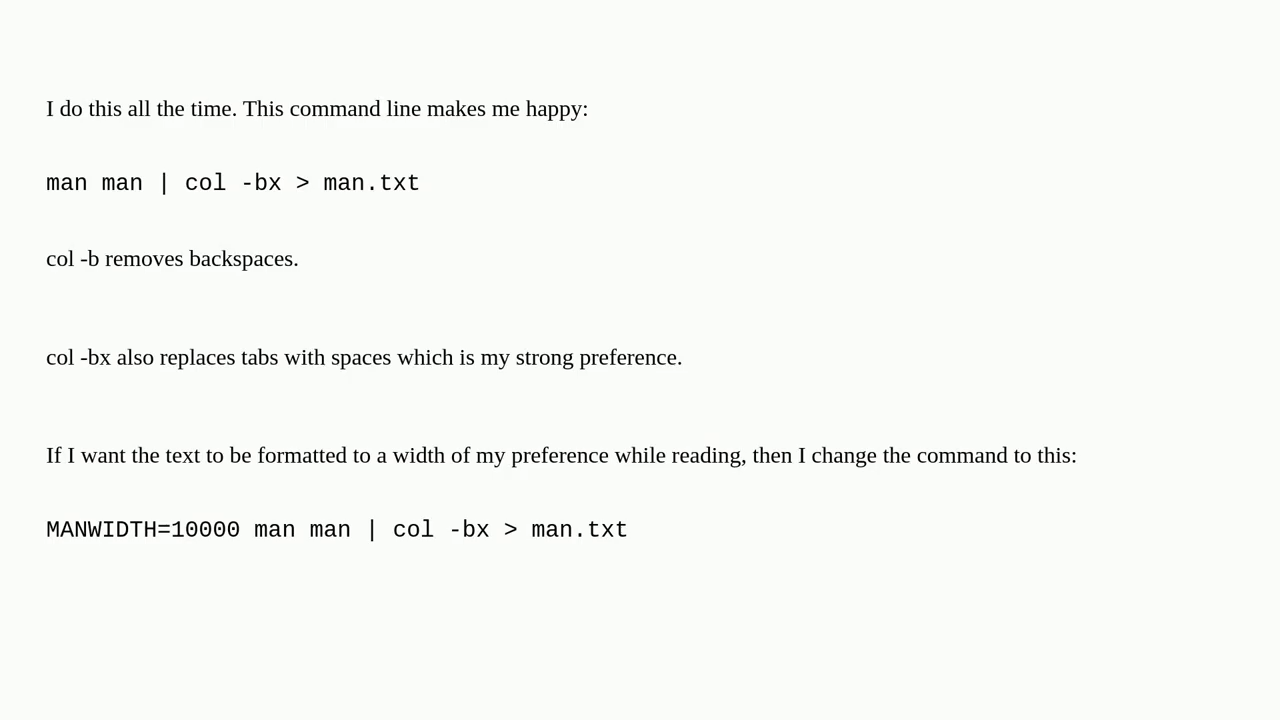 I do this all the time. This command line makes me happy:
man man | col -bx > man.txt
col -b removes backspaces.
col -bx also replaces tabs with spaces which is my strong preference.
If I want the text to be formatted to a width of my preference while reading, then I change the command to this:
MANWIDTH=10000 man man | col -bx > man.txt